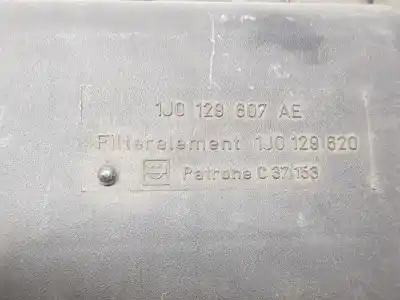 1J0 129 607 AE
Filterelement 1J0 129 620
Patrone C 37 153